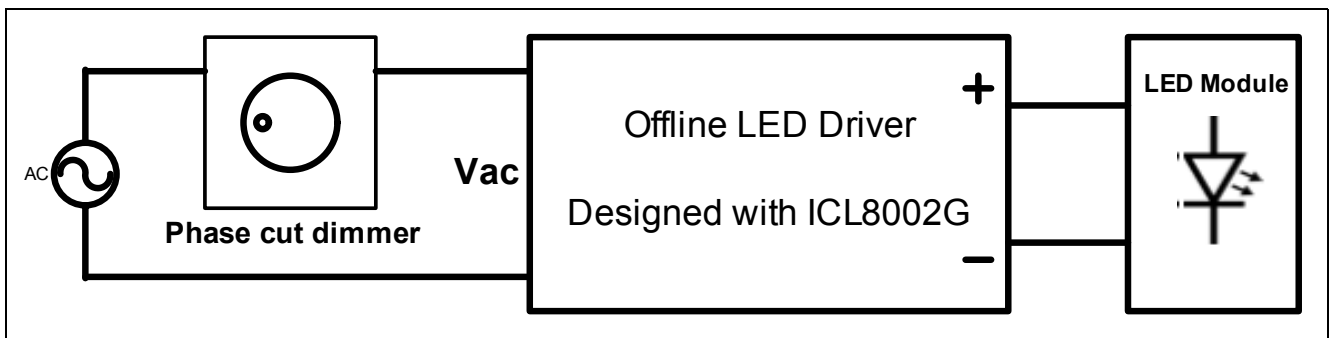 AC
Phase cut dimmer
Vac
Offline LED Driver
Designed with ICL8002G
+
−
LED Module